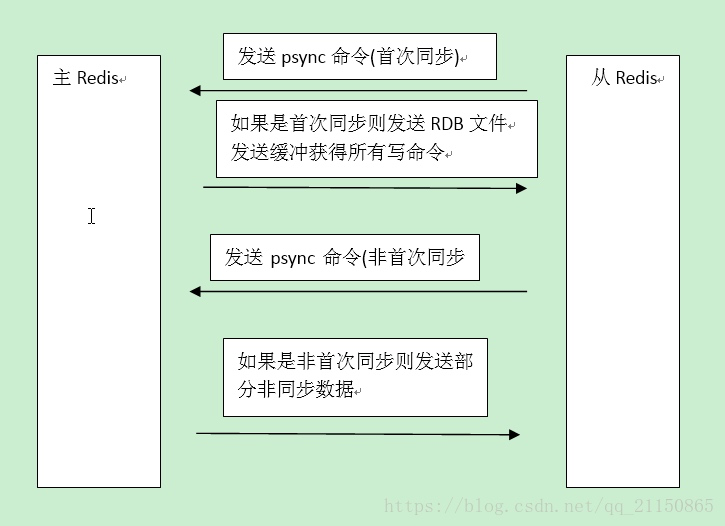 发送 psync 命令(首次同步)
主 Redis
从 Redis
如果是首次同步则发送 RDB 文件
发送缓冲获得所有写命令
发送 psync 命令(非首次同步
如果是非首次同步则发送部
分非同步数据
https://blog.csdn.net/qq_21150865